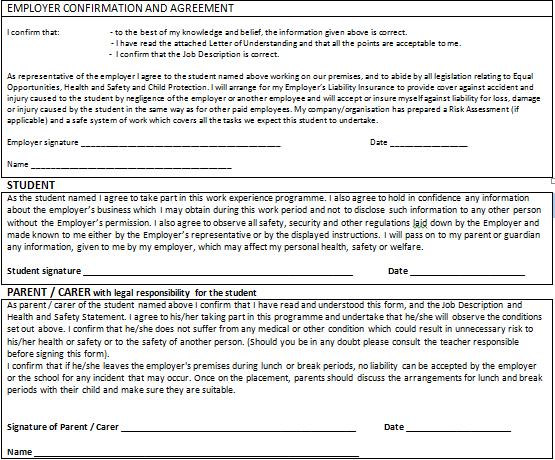 EMPLOYER CONFIRMATION AND AGREEMENT
I confirm that: - to the best of my knowledge and belief, the information given above is correct.
- I have read the attached Letter of Understanding and that all the points are acceptable to me.
- I confirm that the Job Description is correct.
As representative of the employer I agree to the student named above working on our premises, and to abide by all legislation relating to Equal
Opportunities, Health and Safety and Child Protection. I will arrange for my Employer's Liability Insurance to provide cover against accident and
injury caused to the student by negligence of the employer or another employee and will accept or insure myself against liability for loss, damage
or injury caused by the student in the same way as for other paid employees. My company/organisation has prepared a Risk Assessment (if
applicable) and a safe system of work which covers all the tasks we expect this student to undertake.
Employer signature ____________________ Date ____________________
Name ____________________
STUDENT
As the student named I agree to take part in this work experience programme. I also agree to hold in confidence any information
about the employer's business which I may obtain during this work period and not to disclose such information to any other person
without the Employer's permission. I also agree to observe all safety, security and other regulations laid down by the Employer and
made known to me either by the Employer's representative or by the displayed instructions. I will pass on to my parent or guardian
any information, given to me by my employer, which may affect my personal health, safety or welfare.
Student signature ____________________ Date ____________________
PARENT / CARER with legal responsibility for the student
As parent / carer of the student named above I confirm that I have read and understood this form, and the Job Description and
Health and Safety Statement. I agree to his/her taking part in this programme and undertake that he/she will observe the conditions
set out above. I confirm that he/she does not suffer from any medical or other condition which could result in unnecessary risk to
his/her health or safety or to the safety of another person. (Should you be in any doubt please consult the teacher responsible
before signing this form).
I confirm that if he/she leaves the employer's premises during lunch or break periods, no liability can be accepted by the employer
or the school for any incident that may occur. Once on the placement, parents should discuss the arrangements for lunch and break
periods with their child and make sure they are suitable.
Signature of Parent / Carer ____________________ Date ____________________
Name ____________________